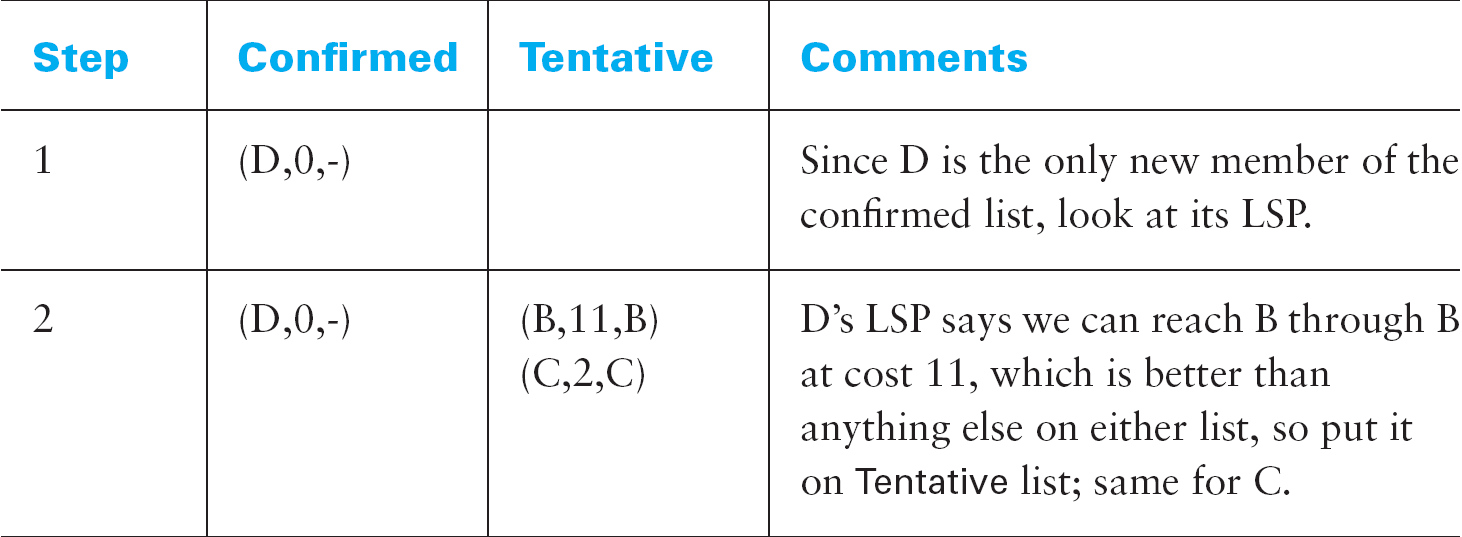 Step Confirmed Tentative Comments
1 (D,0,-) Since D is the only new member of the
confirmed list, look at its LSP.
2 (D,0,-) (B,11,B) D’s LSP says we can reach B through B
(C,2,C) at cost 11, which is better than
anything else on either list, so put it
on Tentative list; same for C.